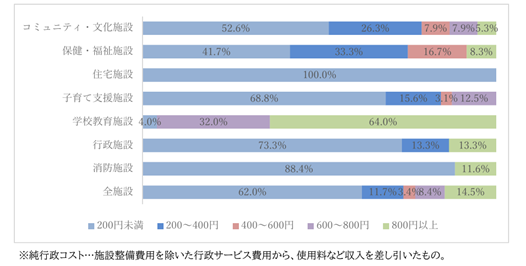 コミュニティ・文化施設 52.6% 26.3% 7.9% 7.9% 5.3%
保健・福祉施設 41.7% 33.3% 16.7% 8.3%
住宅施設 100.0%
子育て支援施設 68.8% 15.6% 3.1% 12.5%
学校教育施設 4.0% 32.0% 64.0%
行政施設 73.3% 13.3% 13.3%
消防施設 88.4% 11.6%
全施設 62.0% 11.7% 3.4% 8.4% 14.5%
200円未満 200～400円 400～600円 600～800円 800円以上
※純行政コスト…施設整備費用を除いた行政サービス費用から、使用料など収入を差し引いたもの。